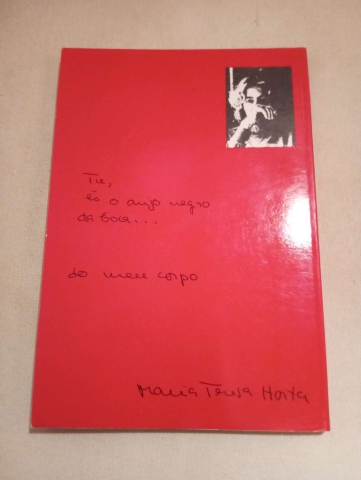 Tu,
és o anjo negro
da boca...
do meu corpo
Maria Teresa Horta